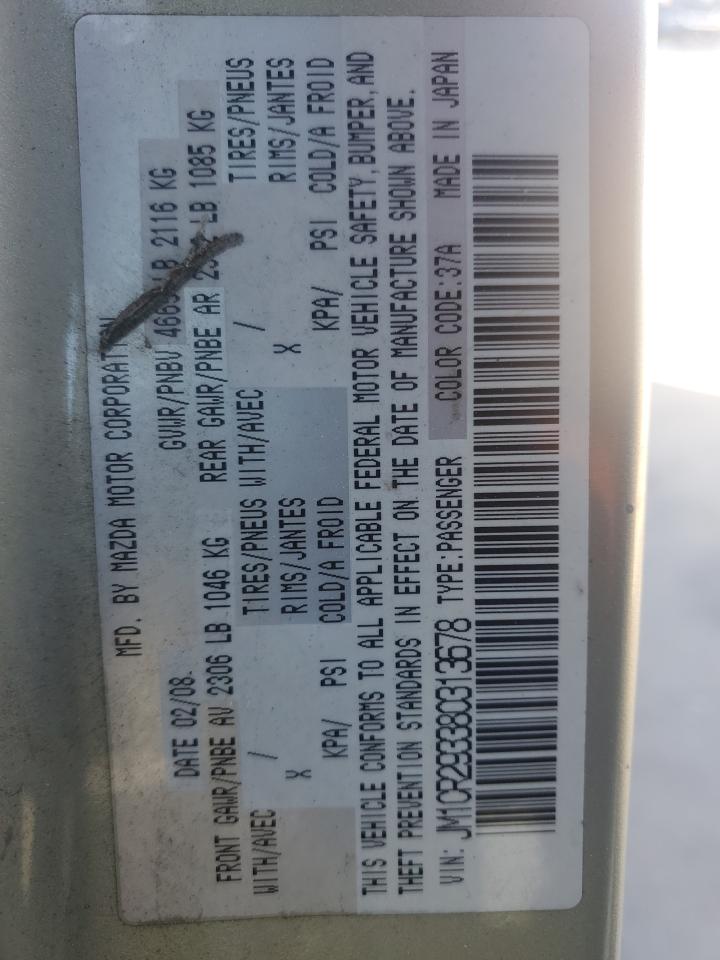 MFD. BY MAZDA MOTOR CORPORATION
DATE 02/08. GVWR/PNBV 4665 LB 2116 KG
FRONT GAWR/PNBE AV 2306 LB 1046 KG REAR GAWR/PNBE AR LB 1085 KG
WITH/AVEC / TIRES/PNEUS WITH/AVEC / TIRES/PNEUS
X RIMS/JANTES X RIMS/JANTES
KPA/ PSI COLD/A FROID KPA/ PSI COLD/A FROID
THIS VEHICLE CONFORMS TO ALL APPLICABLE FEDERAL MOTOR VEHICLE SAFETY, BUMPER, AND
THEFT PREVENTION STANDARDS IN EFFECT ON THE DATE OF MANUFACTURE SHOWN ABOVE.
VIN: JM1CR293380313678 TYPE:PASSENGER COLOR CODE:37A MADE IN JAPAN